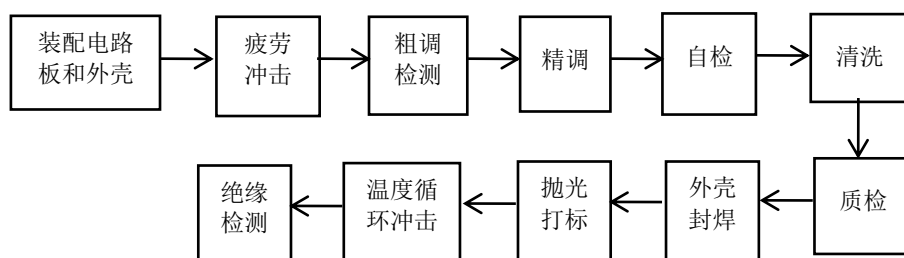 装配电路
板和外壳
疲劳
冲击
粗调
检测
精调
自检
清洗
质检
外壳
封焊
抛光
打标
温度循
环冲击
绝缘
检测